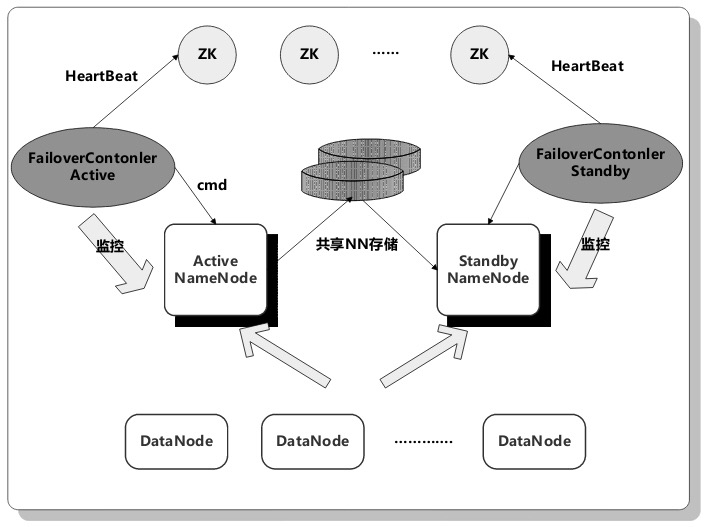 ZK
ZK
……
ZK
HeartBeat
HeartBeat
FailoverContonler
Active
FailoverContonler
Standby
cmd
监控
共享NN存储
监控
Active
NameNode
Standby
NameNode
DataNode
DataNode
………….
DataNode